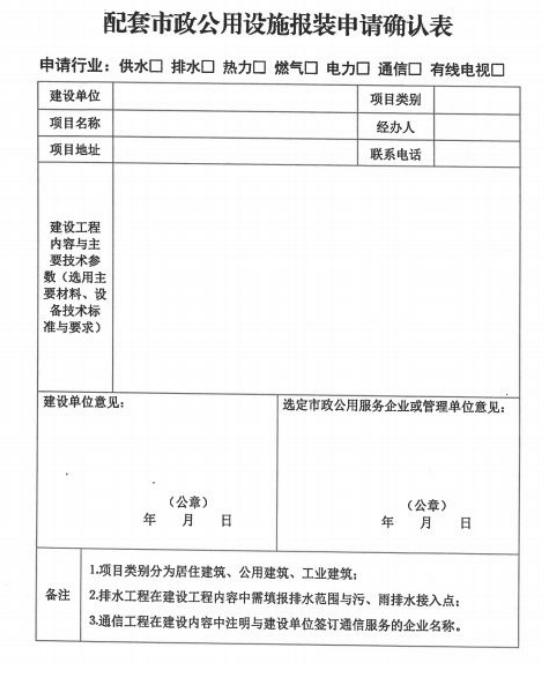 配套市政公用设施报装申请确认表
申请行业：供水□ 排水□ 热力□ 燃气□ 电力□ 通信□ 有线电视□
建设单位
项目类别
项目名称
经办人
项目地址
联系电话
建设工程
内容与主
要技术参
数（选用主
要材料、设
备技术标
准与要求）
建设单位意见：
（公章）
年 月 日
选定市政公用服务企业或管理单位意见：
（公章）
年 月 日
备注
1.项目类别分为居住建筑、公用建筑、工业建筑；
2.排水工程在建设工程内容中需填报排水范围与污、雨排水接入点；
3.通信工程在建设内容中注明与建设单位签订通信服务的企业名称。